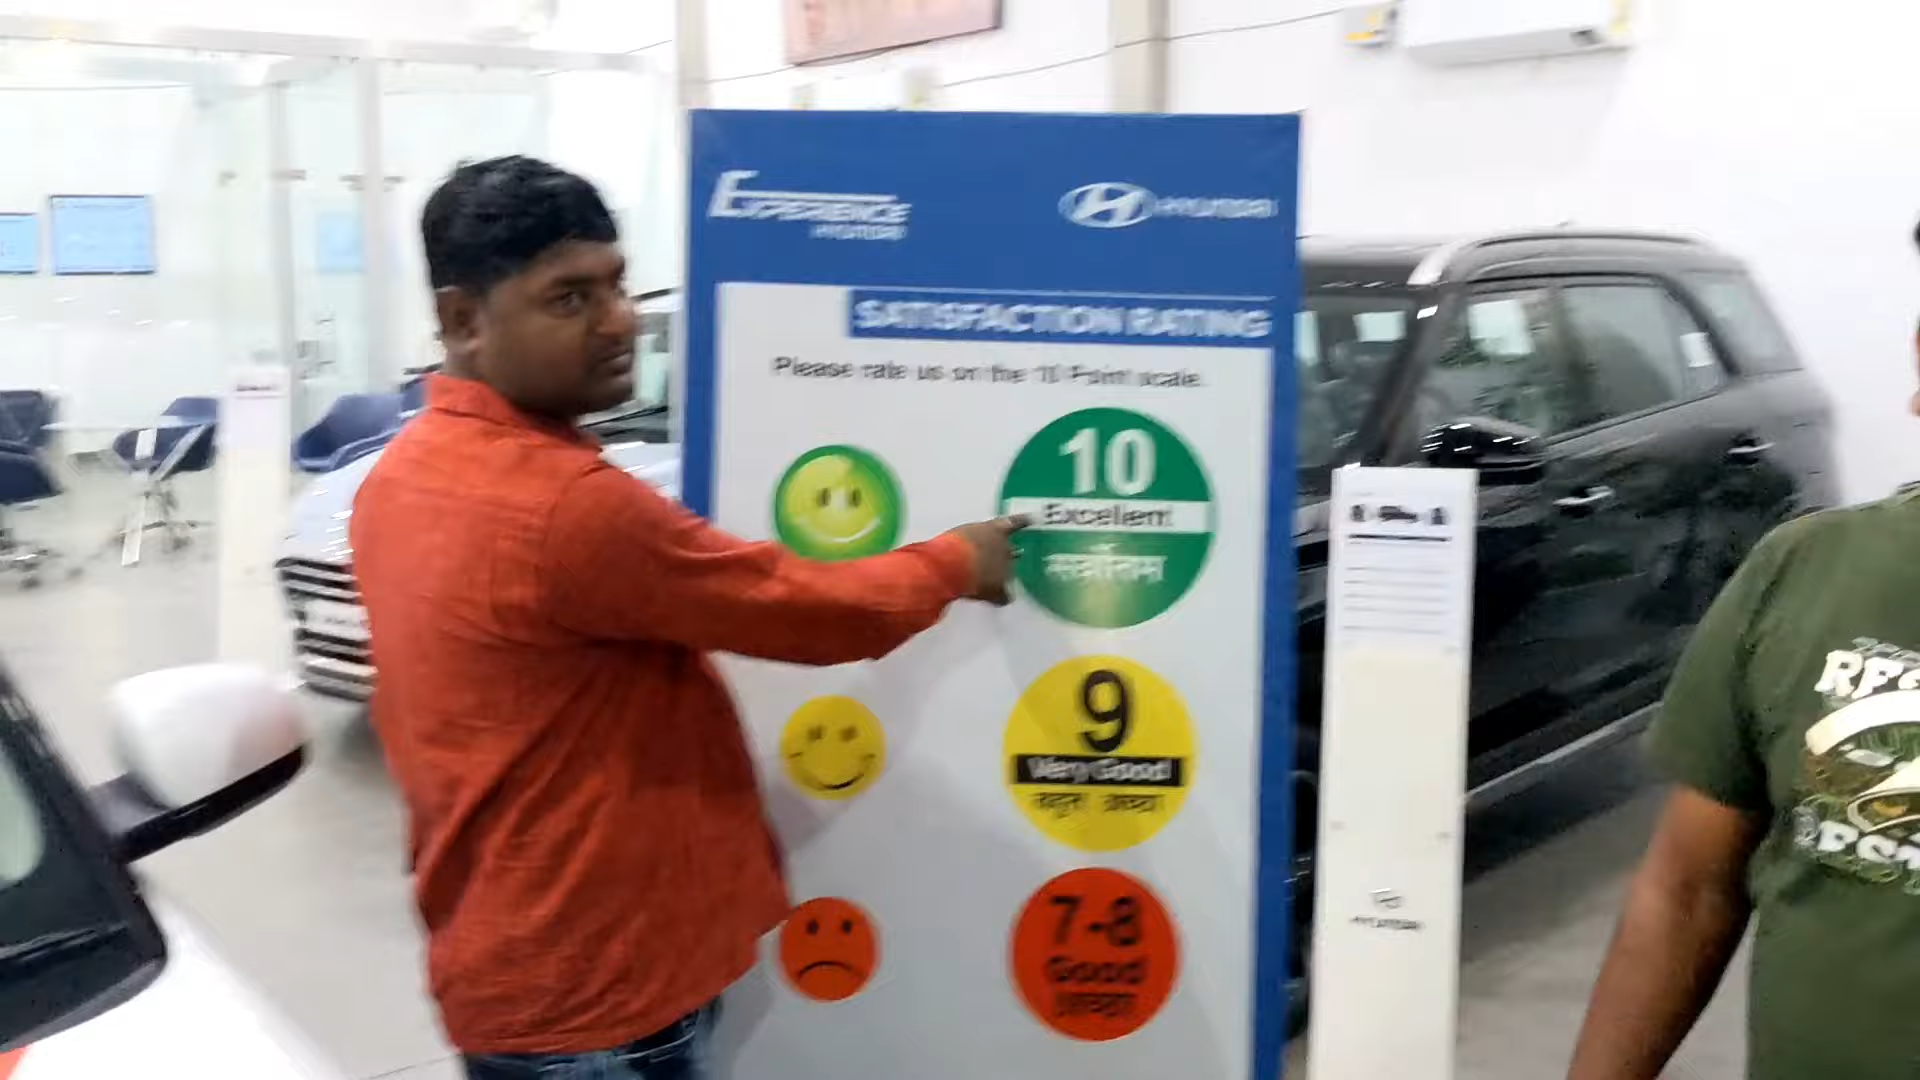 EXPERIENCE
HYUNDAI
HYUNDAI
SATISFACTION RATING
Please rate us on the 10 Point scale.
10
Excellent
सर्वोत्तम
9
Very Good
बहुत अच्छा
7-8
Good
अच्छा
HYUNDAI